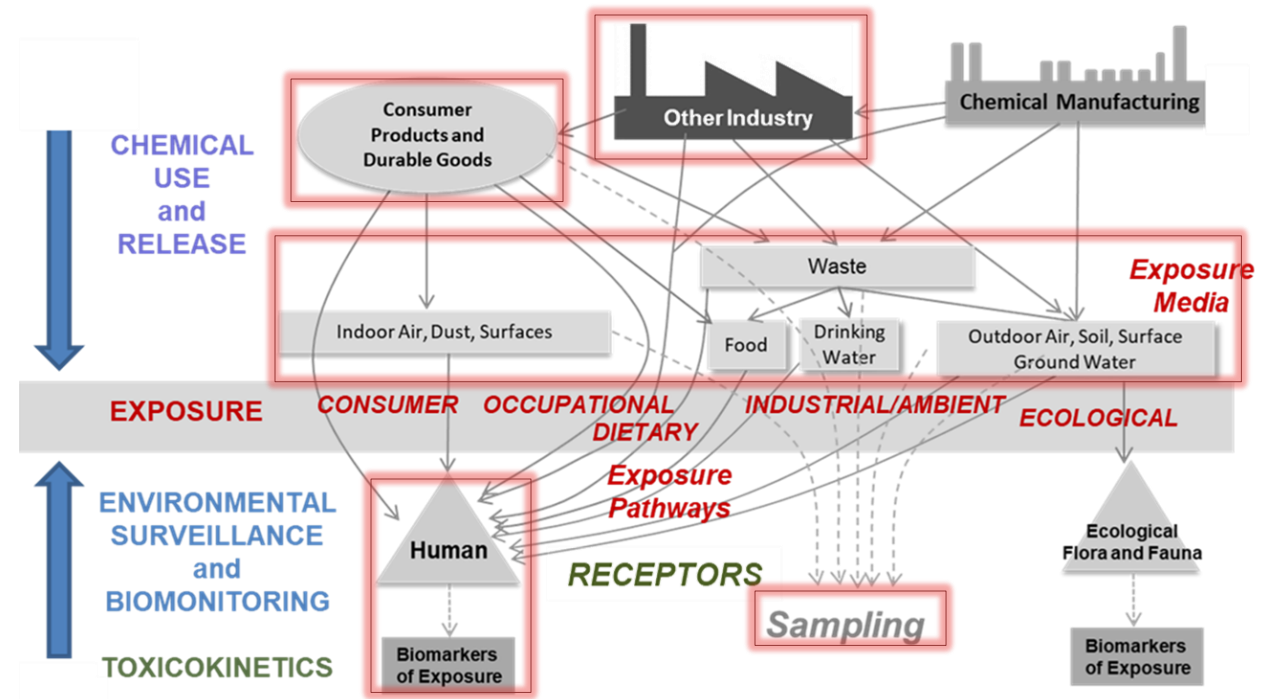 Consumer
Products and
Durable Goods
Other Industry
Chemical Manufacturing
CHEMICAL
USE
and
RELEASE
Waste
Exposure
Media
Indoor Air, Dust, Surfaces
Food
Drinking
Water
Outdoor Air, Soil, Surface
Ground Water
EXPOSURE
CONSUMER
OCCUPATIONAL
INDUSTRIAL/AMBIENT
DIETARY
ECOLOGICAL
Exposure
Pathways
ENVIRONMENTAL
SURVEILLANCE
and
BIOMONITORING
Human
RECEPTORS
Ecological
Flora and Fauna
Sampling
TOXICOKINETICS
Biomarkers
of Exposure
Biomarkers
of Exposure